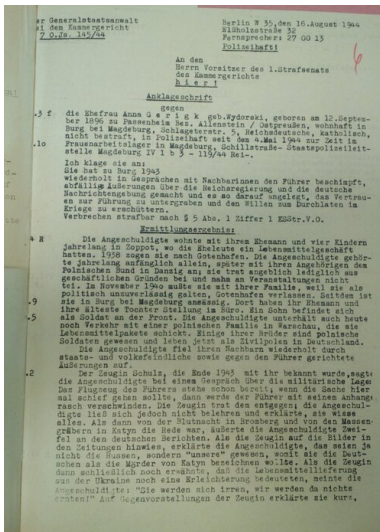 er Generalstaatsanwalt
ei dem Kammergericht
7 O.Js. 145/44
Berlin W 35,den 16.August 1944
Elßholzstraße 32
Fernsprecher: 27 00 13
Polizeihaft!
6
An den
Herrn Vorsitzer des 1.Strafsenats
des Kammergerichts
h i e r !
Anklageschrift
gegen
.3 f die Ehefrau Anna G e r i g k geb.Wydorski, geboren am 12.Septem-
ber 1896 zu Passenheim Bez. Allenstein / Ostpreußen, wohnhaft in
Burg bei Magdeburg, Schlageterstr. 5, Reichsdeutsche, katholisch,
nicht bestraft, in Polizeihaft seit dem 4.Mai 1944 zur Zeit im
.10 Frauenarbeitslager in Magdeburg, Schillstraße -Staatspolizeileit-
stelle Magdeburg IV 1 b 3 - 119/44 Rei-.
Ich klage sie an:
Sie hat zu Burg 1943
wiederholt in Gesprächen mit Nachbarinnen den Führer beschimpft,
abfällige Äußerungen über die Reichsregierung und die deutsche
Nachrichtengebung gemacht und es so darauf angelegt, das Vertrau-
en zur Führung zu untergraben und den Willen zum Durchhalten im
Kriege zu erschüttern.
Verbrechen strafbar nach § 5 Abs. 1 Ziffer 1 KSStr.V.O.
Ermittlungsergebnis:
4 R Die Angeschuldigte wohnte mit ihrem Ehemann und vier Kindern
jahrelang in Zoppot, wo die Eheleute ein Lebensmittelgeschäft
hatten. 1938 zogen sie nach Gotenhafen. Die Angeschuldigte gehör-
te jahrelang anfänglich allein, später mit ihren Angehörigen dem
Polnischen Bund in Danzig an; sie trat angeblich lediglich aus
geschäftlichen Gründen bei und nahm an Veranstaltungen nicht
teil. Im November 1940 mußte sie mit ihrer Familie, weil sie als
politisch unzuverlässig galten, Gotenhafen verlassen. Seitdem ist
.9 sie in Burg bei Magdeburg ansässig. Dort haben ihr Ehemann und
ihre älteste Tochter Stellung im Büro. Ein Sohn befindet sich
.5 als Soldat an der Front. Die Angeschuldigte unterhält auch heute
noch Verkehr mit einer polnischen Familie in Warschau, die sie
Lebensmittelpakete schickt. Einige ihrer Brüder sind polnische
Soldaten gewesen und leben jetzt als Zivilpolen in Deutschland.
Die Angeschuldigte fiel ihren Nachbarn wiederholt durch
staats- und volksfeindliche sowie gegen den Führer gerichtete
Äußerungen auf.
.2 Der Zeugin Schulz, die Ende 1943 mit ihr bekannt wurde,sagte
die Angeschuldigte bei einem Gespräch über die militärische Lage:
Das Flugzeug des Führers stehe schon bereit; wenn die Sache hier
mal schief gehen sollte, dann werde der Führer mit seinen Anhange
rasch verschwinden. Die Zeugin trat dem entgegen; die Angeschul-
digte ließ sich jedoch nicht belehren und erklärte, sie wisse
alles. Als dann von der Blutnacht in Bromberg und von den Massen-
gräbern in Katyn die Rede war, äußerte die Angeschuldigte Zwei-
fel an den deutschen Berichten. Als die Zeugin auf die Bilder in
den Zeitungen hinwies, erklärte die Angeschuldigte, das seien ja
nicht die Russen, sondern "unsere" gewesen, womit sie die Deut-
schen als die Mörder von Katyn bezeichnen wollte. Als die Zeugin
dann schließlich noch erwähnte, daß die Lebensmittellieferung
aus der Ukraine noch eine Erleichterung bedeuteten, meinte die
Angeschuldigte: "Sie werden sich irren, wir werden da nichts
ernten!" Auf Gegenvorstellungen der Zeugin erklärte sie kurz,